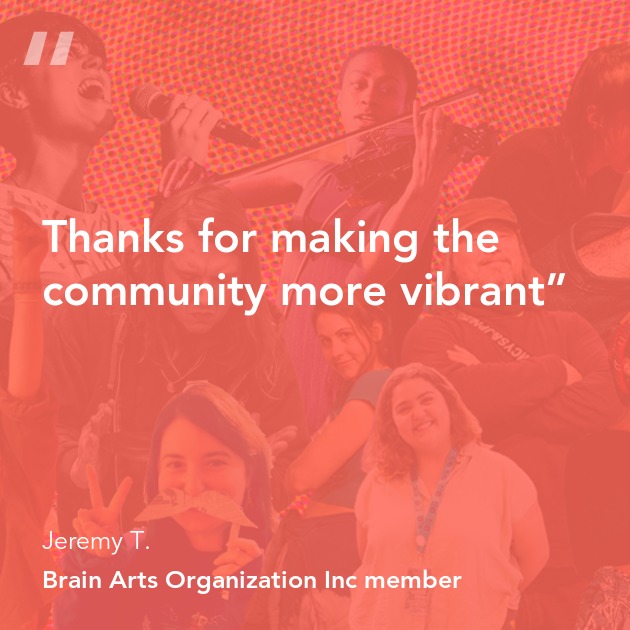 "
Thanks for making the
community more vibrant”
Jeremy T.
Brain Arts Organization Inc member